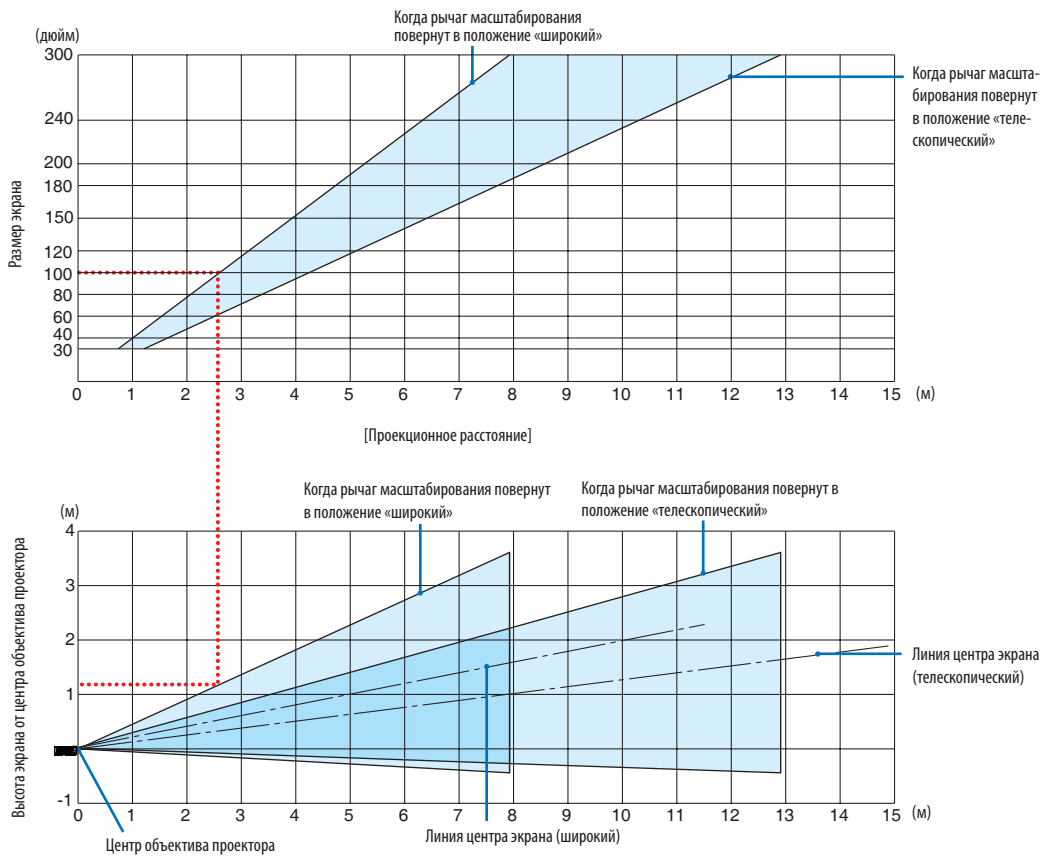 Когда рычаг масштабирования
повернут в положение «широкий»
(дюйм)
300
240
200
180
150
120
100
80
60
40
30
Размер экрана
Когда рычаг масшта-
бирования повернут
в положение «теле-
скопический»
0 1 2 3 4 5 6 7 8 9 10 11 12 13 14 15 (м)
[Проекционное расстояние]
Когда рычаг масштабирования повернут
в положение «широкий»
Когда рычаг масштабирования повернут в
положение «телескопический»
(м)
4
3
2
1
-1
Высота экрана от центра объектива проектора
Линия центра экрана
(телескопический)
0 1 2 3 4 5 6 7 8 9 10 11 12 13 14 15 (м)
Линия центра экрана (широкий)
Центр объектива проектора